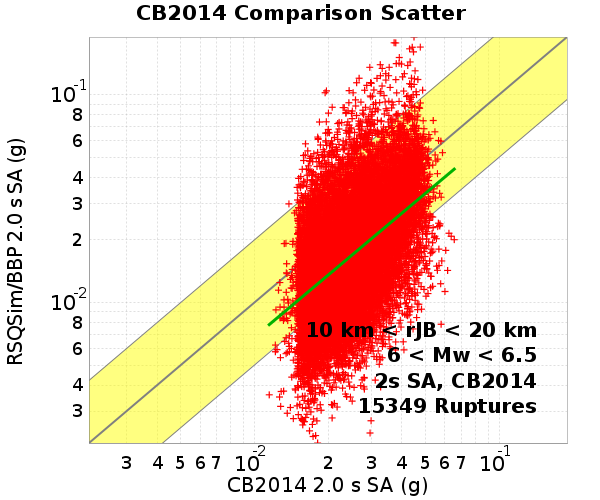 CB2014 Comparison Scatter
RSQSim/BBP 2.0 s SA (g)
10-1
8
6
4
3
2
10-2
8
6
4
3
10 km < rJB < 20 km
6 < Mw < 6.5
2s SA, CB2014
15349 Ruptures
3 4 5 6 7 10-2 2 3 4 5 6 7 10-1
CB2014 2.0 s SA (g)